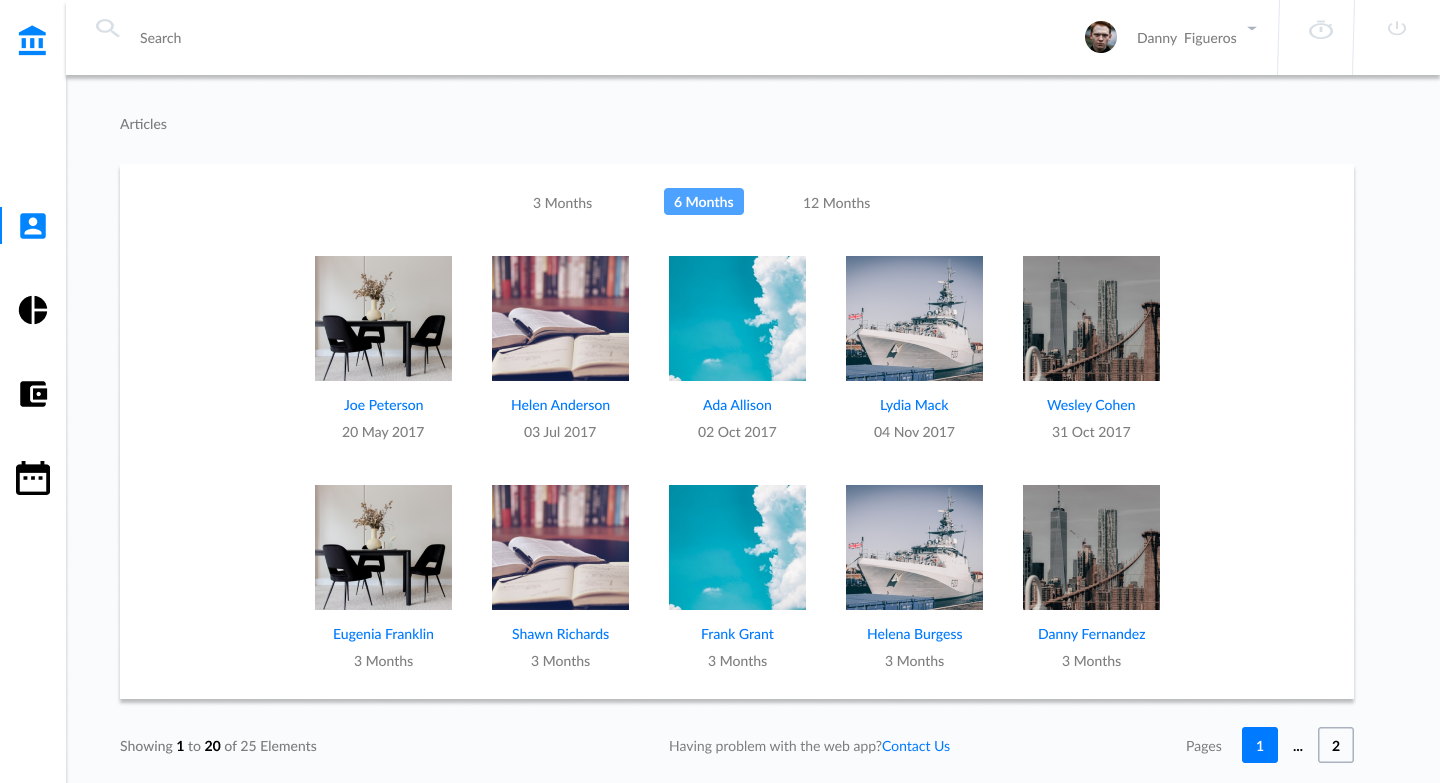 Search
Danny Figueros
Articles
3 Months 6 Months 12 Months
Joe Peterson Helen Anderson Ada Allison Lydia Mack Wesley Cohen
20 May 2017 03 Jul 2017 02 Oct 2017 04 Nov 2017 31 Oct 2017
Eugenia Franklin Shawn Richards Frank Grant Helena Burgess Danny Fernandez
3 Months 3 Months 3 Months 3 Months 3 Months
Showing 1 to 20 of 25 Elements
Having problem with the web app?Contact Us
Pages 1 ... 2